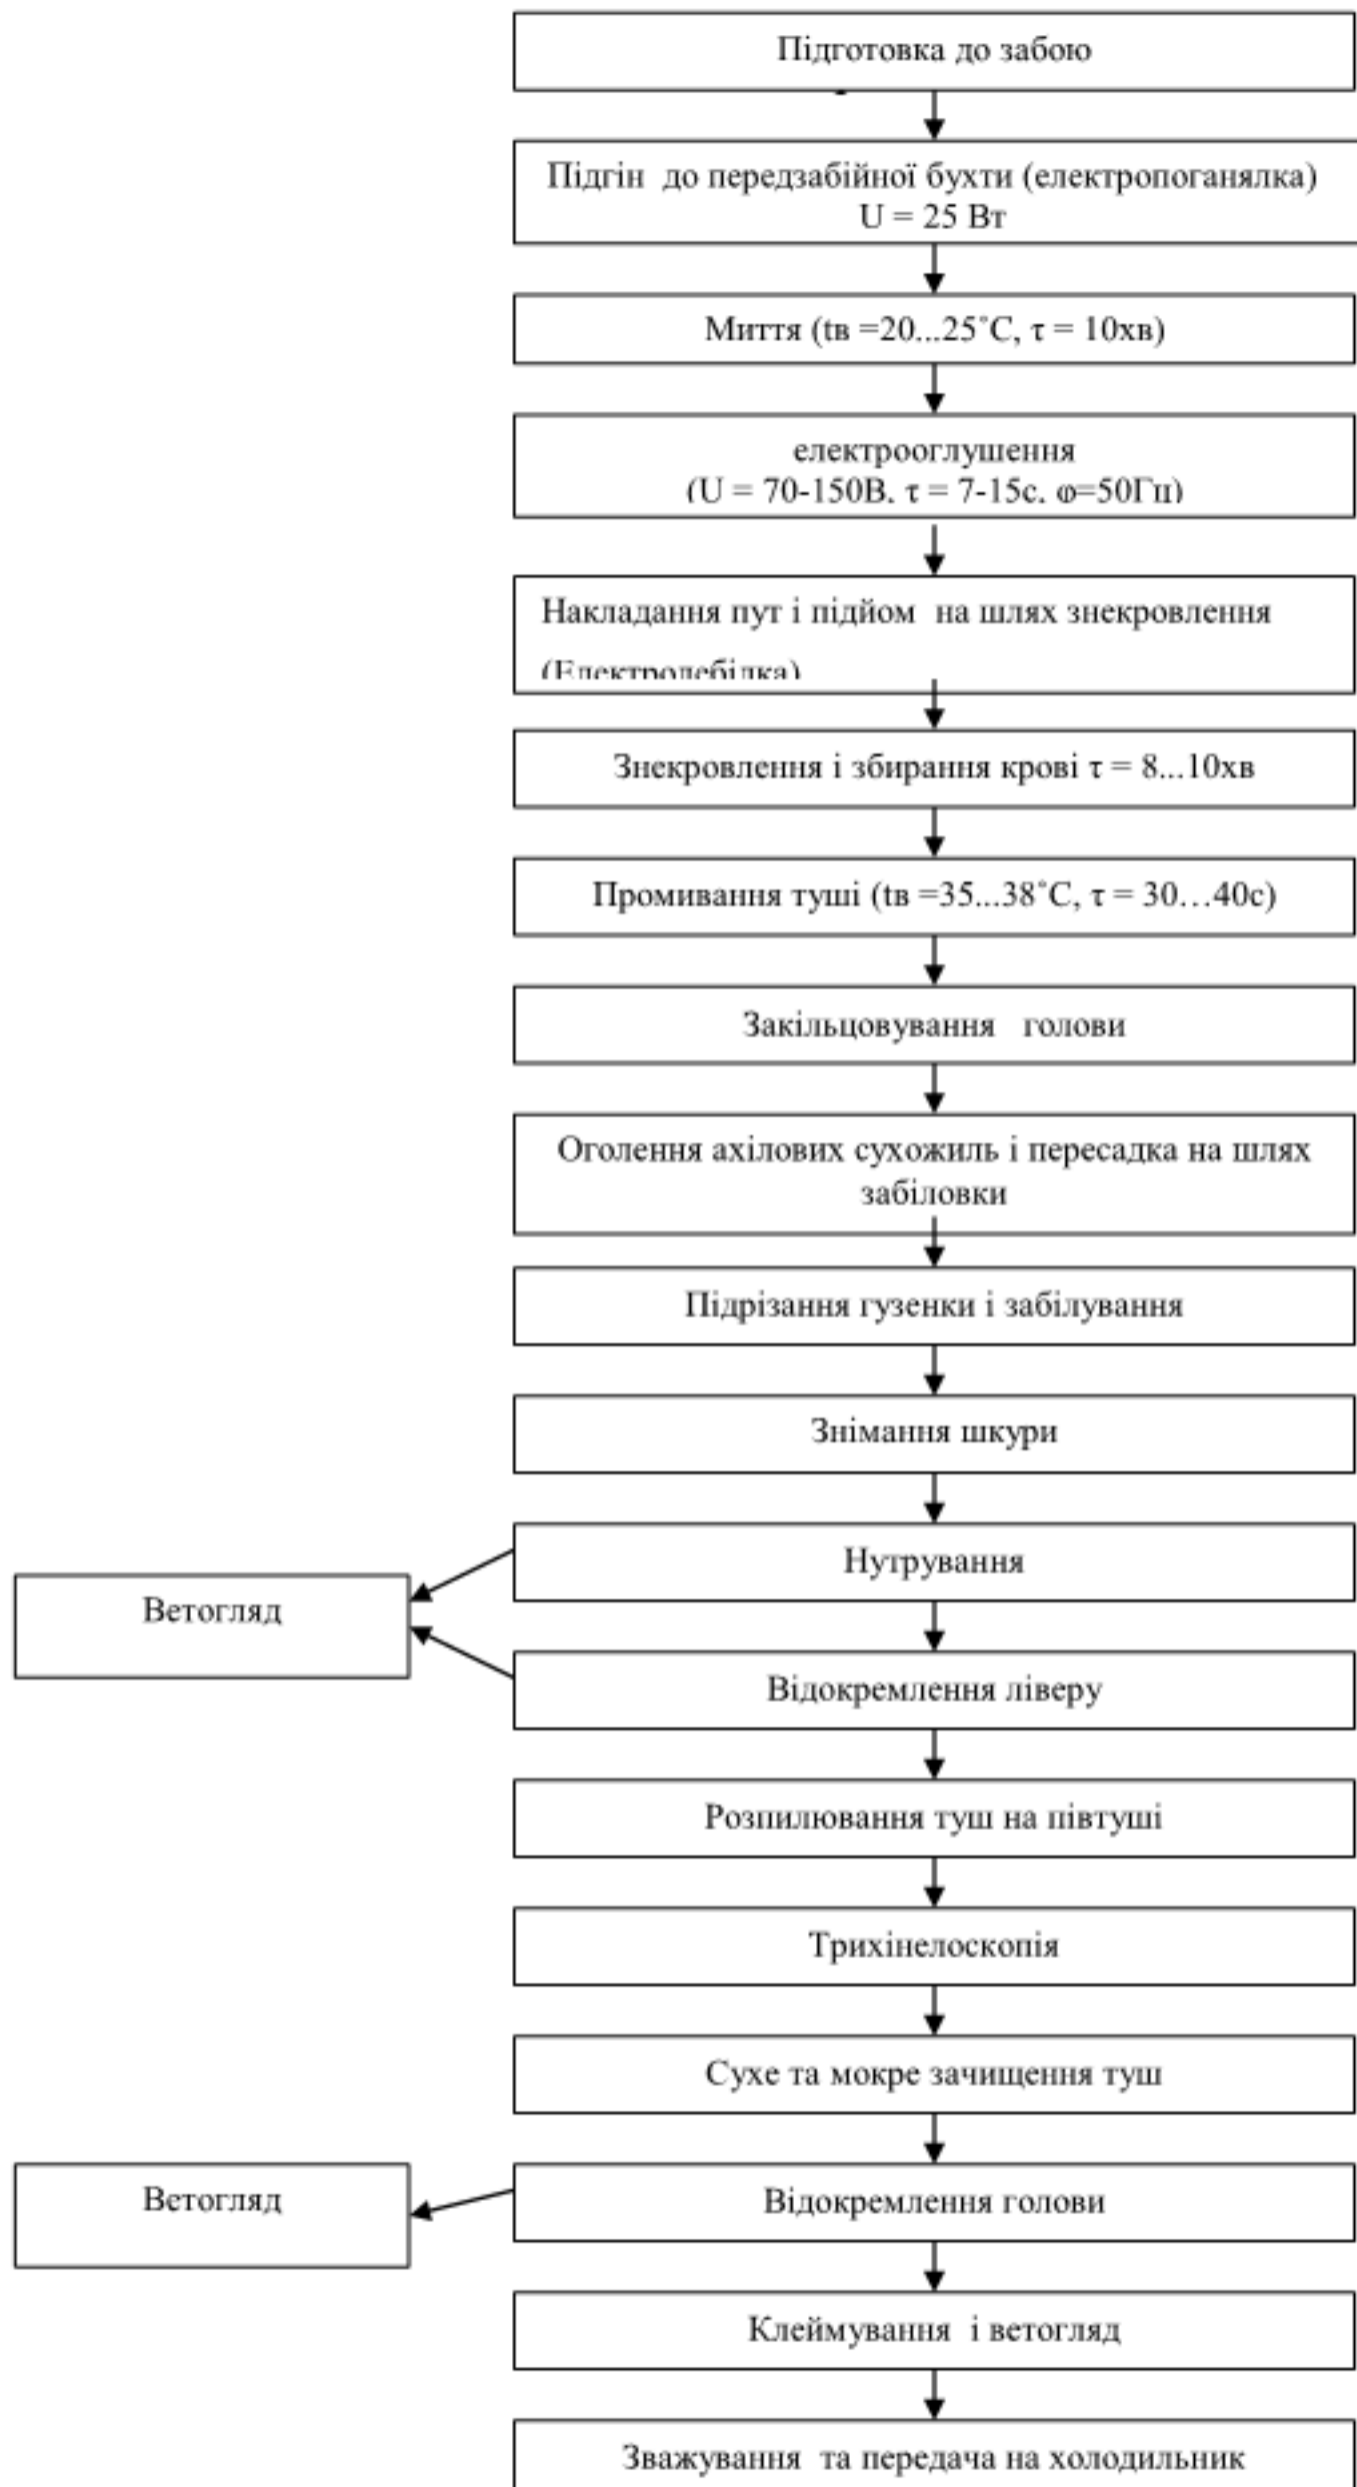 Підготовка до забою
Підгін до передзабійної бухти (електропоганялка)
U = 25 Вт
Миття (tв =20...25˚С, τ = 10хв)
електрооглушення
(U = 70-150В, τ = 7-15с, φ=50Гц)
Накладання пут і підйом на шлях знекровлення
(Електролебідка)
Знекровлення і збирання крові τ = 8...10хв
Промивання туші (tв =35...38˚С, τ = 30…40с)
Закільцовування голови
Оголення ахілових сухожиль і пересадка на шлях
забіловки
Підрізання гузенки і забілування
Знімання шкури
Нутрування
Ветогляд
Відокремлення ліверу
Розпилювання туш на півтуші
Трихінелоскопія
Сухе та мокре зачищення туш
Ветогляд
Відокремлення голови
Клеймування і ветогляд
Зважування та передача на холодильник